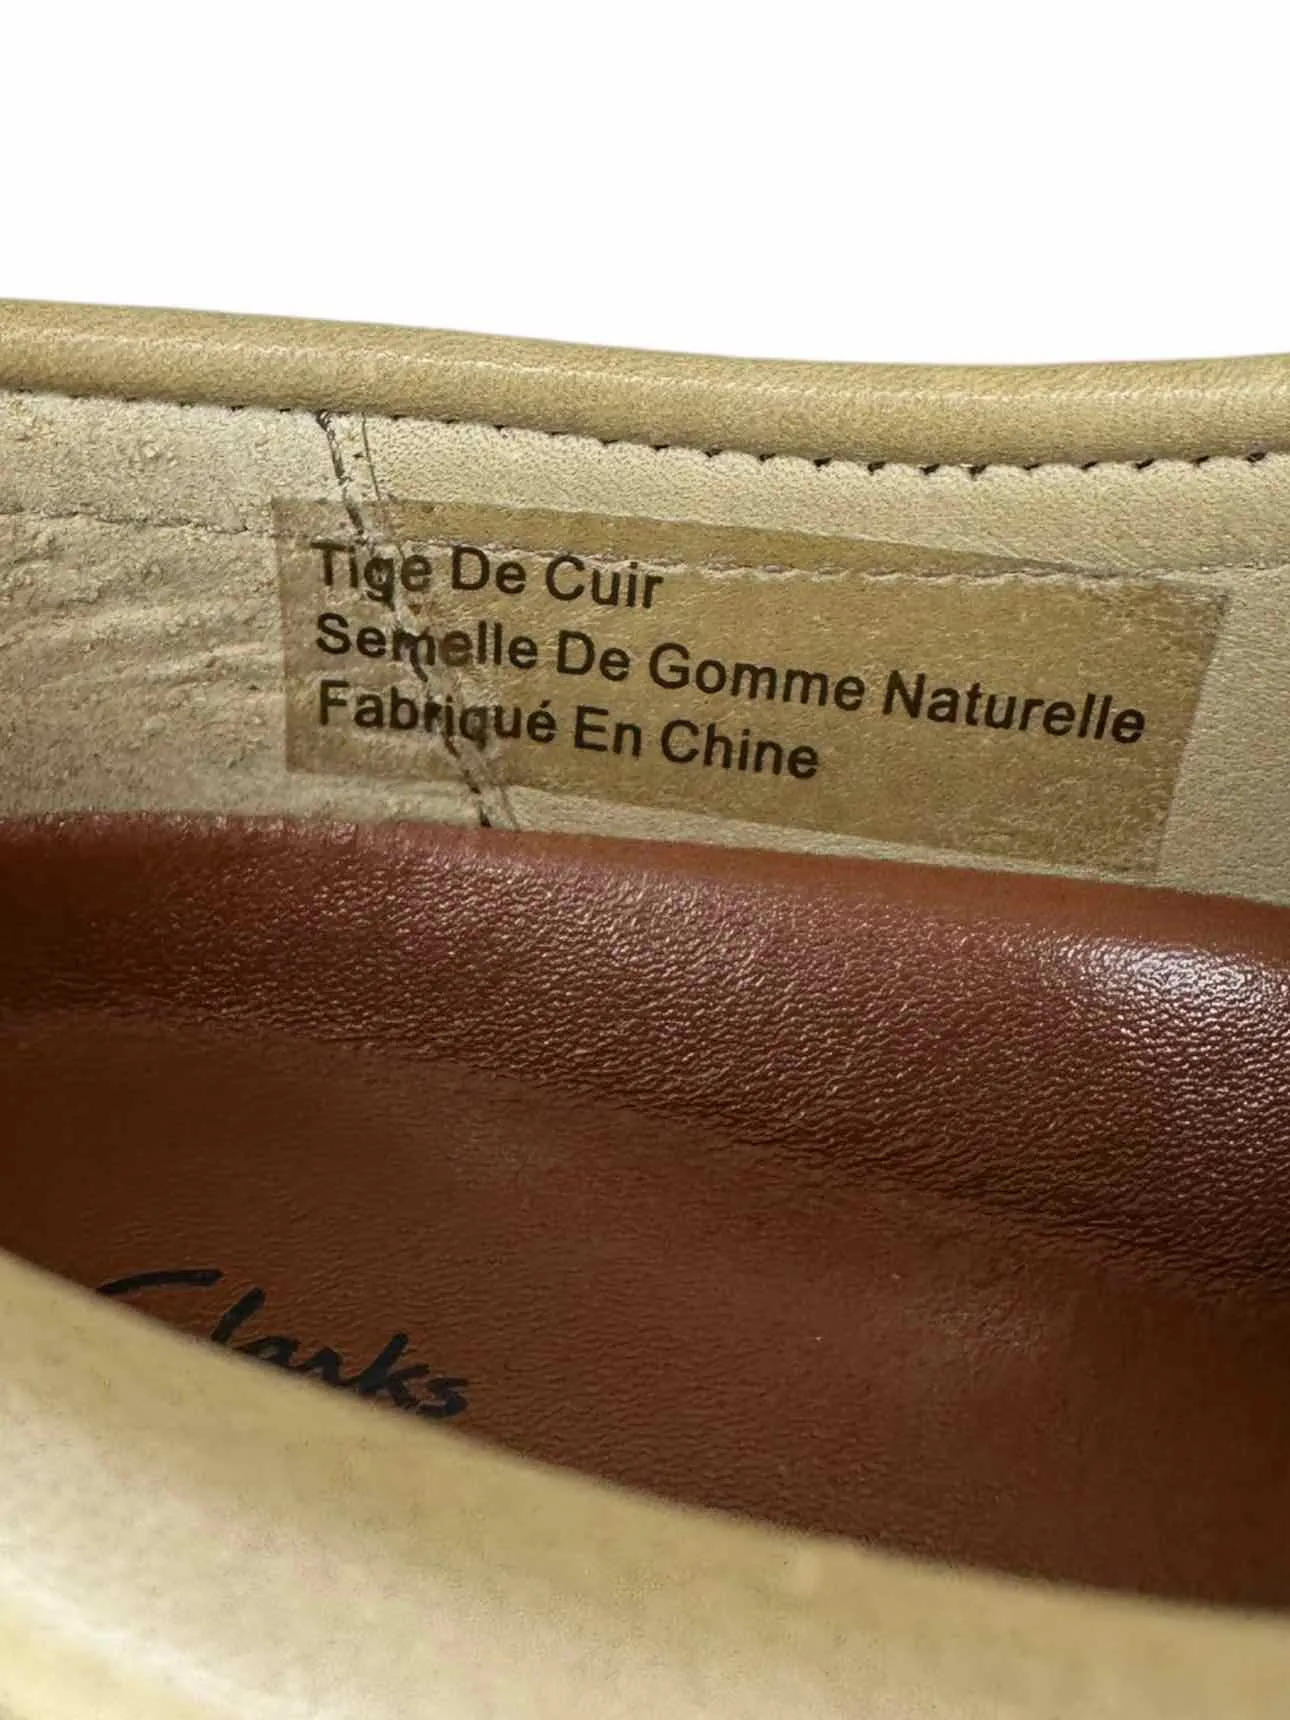 Tige De Cuir
Semelle De Gomme Naturelle
Fabriqué En Chine
Clarks